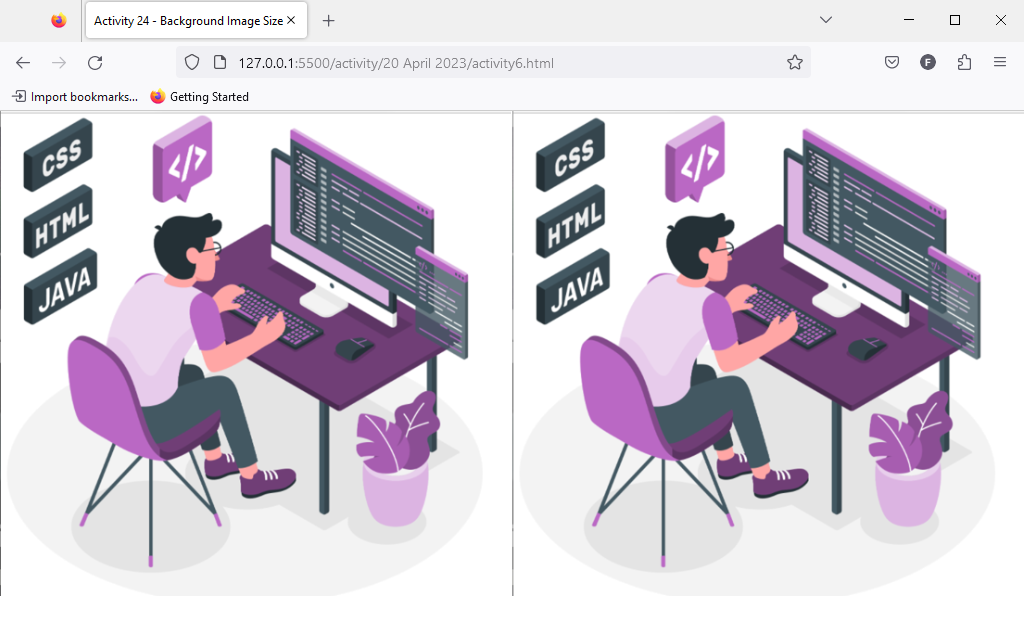 Activity 24 - Background Image Size
127.0.0.1:5500/activity/20 April 2023/activity6.html
F
Import bookmarks...
Getting Started
CSS
</>
HTML
JAVA
CSS
</>
HTML
JAVA